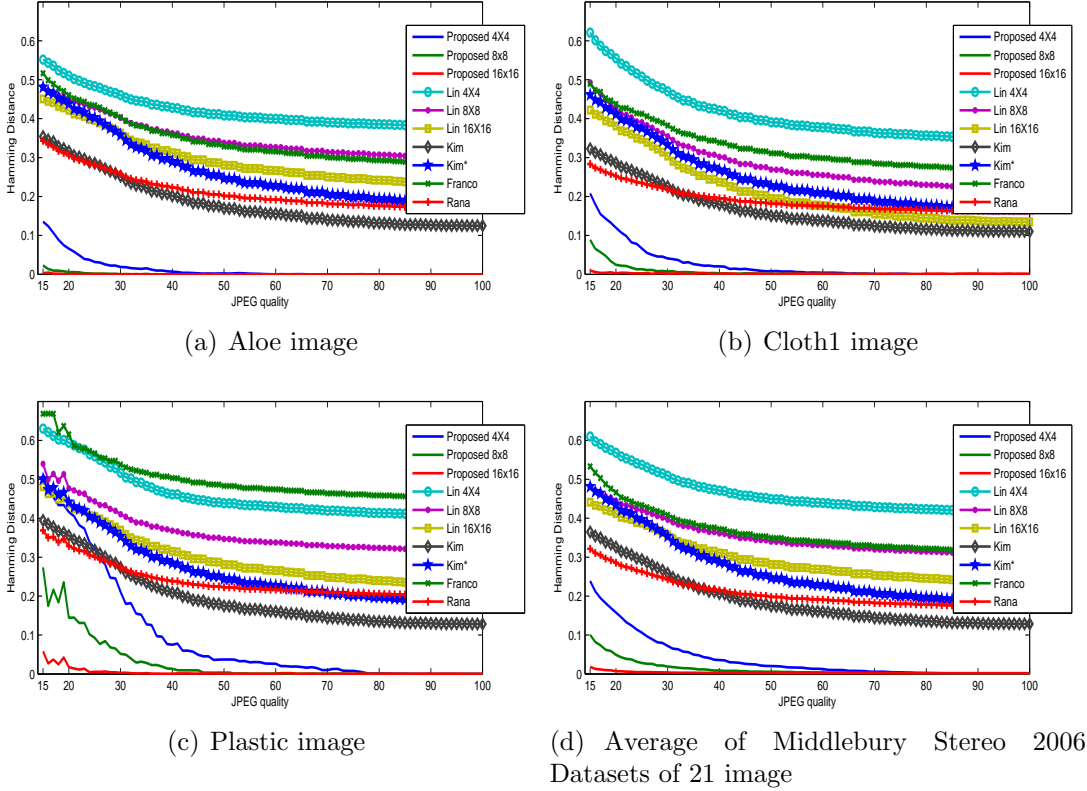 0.6
0.5
0.4
0.3
0.2
0.1
0
Hamming Distance
15 20 30 40 50 60 70 80 90 100
JPEG quality
Proposed 4X4
Proposed 8x8
Proposed 16x16
Lin 4X4
Lin 8X8
Lin 16X16
Kim
Kim*
Franco
Rana
(a) Aloe image
0.6
0.5
0.4
0.3
0.2
0.1
0
Hamming Distance
15 20 30 40 50 60 70 80 90 100
JPEG quality
Proposed 4X4
Proposed 8x8
Proposed 16x16
Lin 4X4
Lin 8X8
Lin 16X16
Kim
Kim*
Franco
Rana
(b) Cloth1 image
0.6
0.5
0.4
0.3
0.2
0.1
0
Hamming Distance
15 20 30 40 50 60 70 80 90 100
JPEG quality
Proposed 4X4
Proposed 8x8
Proposed 16x16
Lin 4X4
Lin 8X8
Lin 16X16
Kim
Kim*
Franco
Rana
(c) Plastic image
0.6
0.5
0.4
0.3
0.2
0.1
0
Hamming Distance
15 20 30 40 50 60 70 80 90 100
JPEG quality
Proposed 4X4
Proposed 8x8
Proposed 16x16
Lin 4X4
Lin 8X8
Lin 16X16
Kim
Kim*
Franco
Rana
(d) Average of Middlebury Stereo 2006
Datasets of 21 image